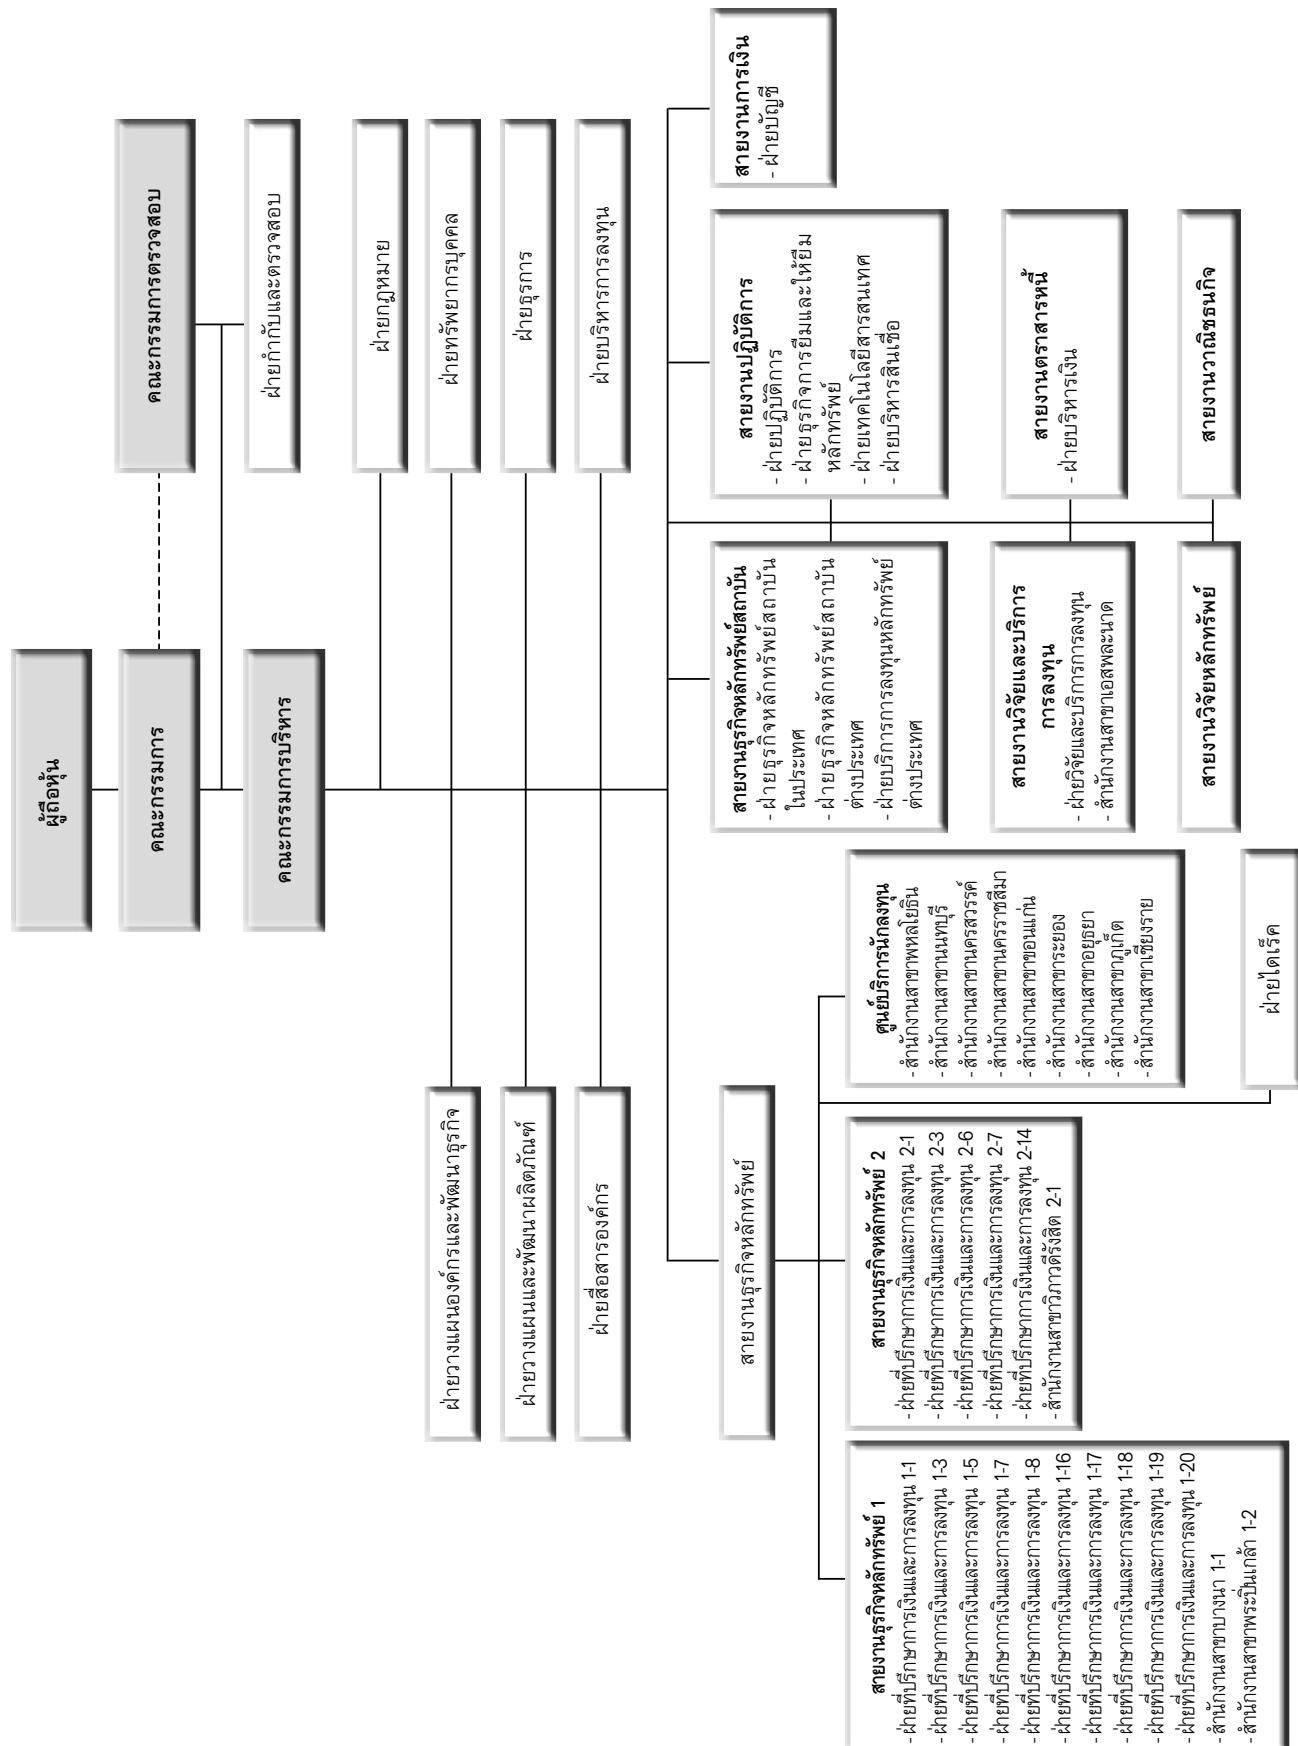 ผู้ถือหุ้น
คณะกรรมการ
คณะกรรมการตรวจสอบ
คณะกรรมการบริหาร
ฝ่ายกำกับและตรวจสอบ
ฝ่ายกฎหมาย
ฝ่ายวางแผนองค์กรและพัฒนาธุรกิจ
ฝ่ายทรัพยากรบุคคล
ฝ่ายวางแผนและพัฒนาผลิตภัณฑ์
ฝ่ายธุรการ
ฝ่ายสื่อสารองค์กร
ฝ่ายบริหารการลงทุน
สายงานธุรกิจหลักทรัพย์
สายงานธุรกิจหลักทรัพย์ 1
- ฝ่ายที่ปรึกษาการเงินและการลงทุน 1-1
- ฝ่ายที่ปรึกษาการเงินและการลงทุน 1-3
- ฝ่ายที่ปรึกษาการเงินและการลงทุน 1-5
- ฝ่ายที่ปรึกษาการเงินและการลงทุน 1-7
- ฝ่ายที่ปรึกษาการเงินและการลงทุน 1-8
- ฝ่ายที่ปรึกษาการเงินและการลงทุน 1-16
- ฝ่ายที่ปรึกษาการเงินและการลงทุน 1-17
- ฝ่ายที่ปรึกษาการเงินและการลงทุน 1-18
- ฝ่ายที่ปรึกษาการเงินและการลงทุน 1-19
- ฝ่ายที่ปรึกษาการเงินและการลงทุน 1-20
- สำนักงานสาขาบางนา 1-1
- สำนักงานสาขาพระปิ่นเกล้า 1-2
สายงานธุรกิจหลักทรัพย์ 2
- ฝ่ายที่ปรึกษาการเงินและการลงทุน 2-1
- ฝ่ายที่ปรึกษาการเงินและการลงทุน 2-3
- ฝ่ายที่ปรึกษาการเงินและการลงทุน 2-6
- ฝ่ายที่ปรึกษาการเงินและการลงทุน 2-7
- ฝ่ายที่ปรึกษาการเงินและการลงทุน 2-14
- สำนักงานสาขาวิภาวดีรังสิต 2-1
ศูนย์บริการนักลงทุน
- สำนักงานสาขาพหลโยธิน
- สำนักงานสาขานนทบุรี
- สำนักงานสาขานครสวรรค์
- สำนักงานสาขานครราชสีมา
- สำนักงานสาขาขอนแก่น
- สำนักงานสาขาระยอง
- สำนักงานสาขาอยุธยา
- สำนักงานสาขาภูเก็ต
- สำนักงานสาขาเชียงราย
ฝ่ายไดเร็ค
สายงานธุรกิจหลักทรัพย์สถาบัน
- ฝ่ายธุรกิจหลักทรัพย์สถาบัน
ในประเทศ
- ฝ่ายธุรกิจหลักทรัพย์สถาบัน
ต่างประเทศ
- ฝ่ายบริการการลงทุนหลักทรัพย์
ต่างประเทศ
สายงานปฏิบัติการ
- ฝ่ายปฏิบัติการ
- ฝ่ายธุรกิจการยืมและให้ยืม
หลักทรัพย์
- ฝ่ายเทคโนโลยีสารสนเทศ
- ฝ่ายบริหารสินเชื่อ
สายงานการเงิน
- ฝ่ายบัญชี
สายงานวิจัยและบริการ
การลงทุน
- ฝ่ายวิจัยและบริการการลงทุน
- สำนักงานสาขาเอสพละนาด
สายงานตราสารหนี้
- ฝ่ายบริหารเงิน
สายงานวิจัยหลักทรัพย์
สายงานวาณิชธนกิจ